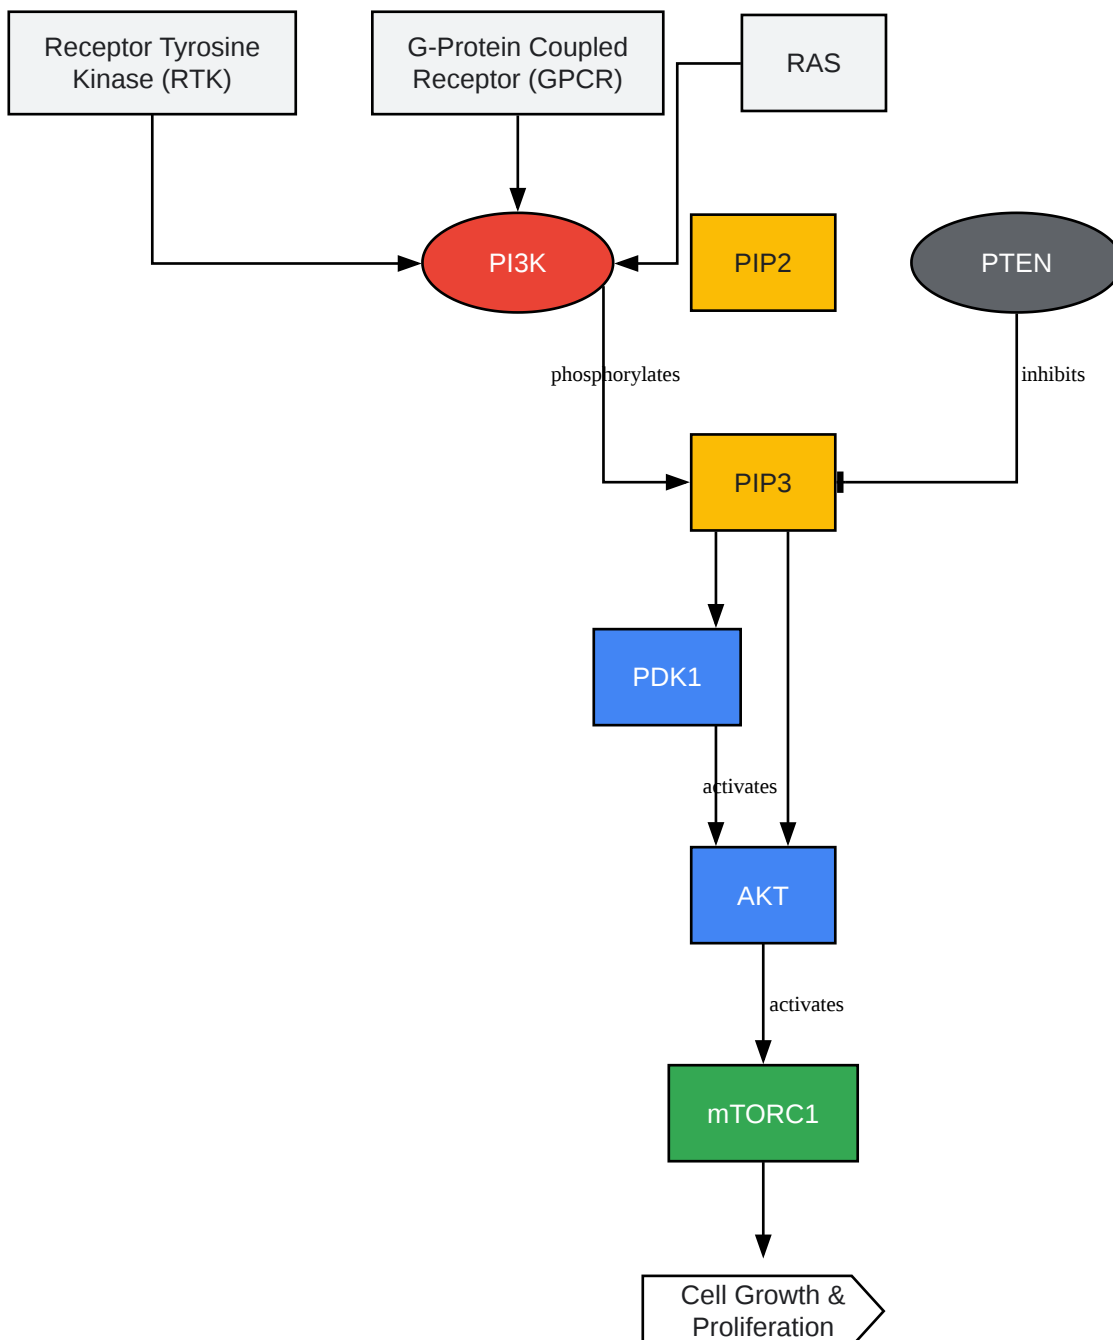 Receptor Tyrosine
Kinase (RTK)
G-Protein Coupled
Receptor (GPCR)
RAS
PI3K
PIP2
PTEN
phosphorylates
inhibits
PIP3
PDK1
activates
AKT
activates
mTORC1
Cell Growth &
Proliferation